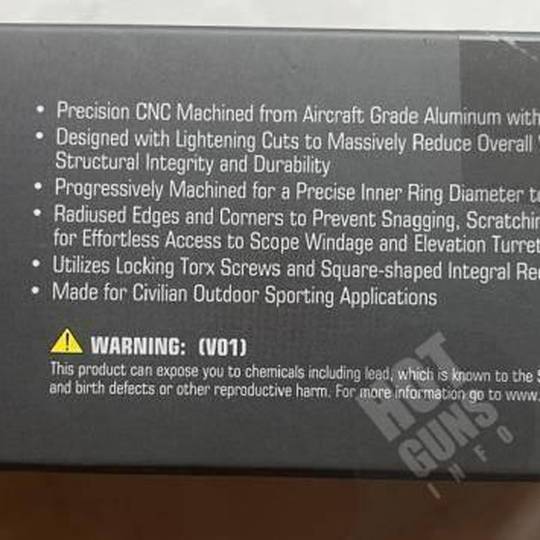 • Precision CNC Machined from Aircraft Grade Aluminum with
• Designed with Lightening Cuts to Massively Reduce Overall
Structural Integrity and Durability
• Progressively Machined for a Precise Inner Ring Diameter
• Radiused Edges and Corners to Prevent Snagging,
for Effortless Access to Scope Windage and Elevation
• Utilizes Locking Torx Screws and Square-shaped Integral
• Made for Civilian Outdoor Sporting Applications
WARNING: (V01)
This product can expose you to chemicals including lead, which is known to the
and birth defects or other reproductive harm. For more information go to www.
HOT
GUNS
INFO